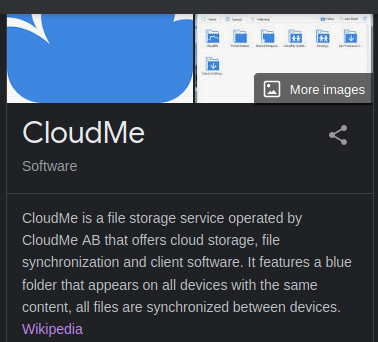 More images
CloudMe
Software
CloudMe is a file storage service operated by
CloudMe AB that offers cloud storage, file
synchronization and client software. It features a blue
folder that appears on all devices with the same
content, all files are synchronized between devices.
Wikipedia